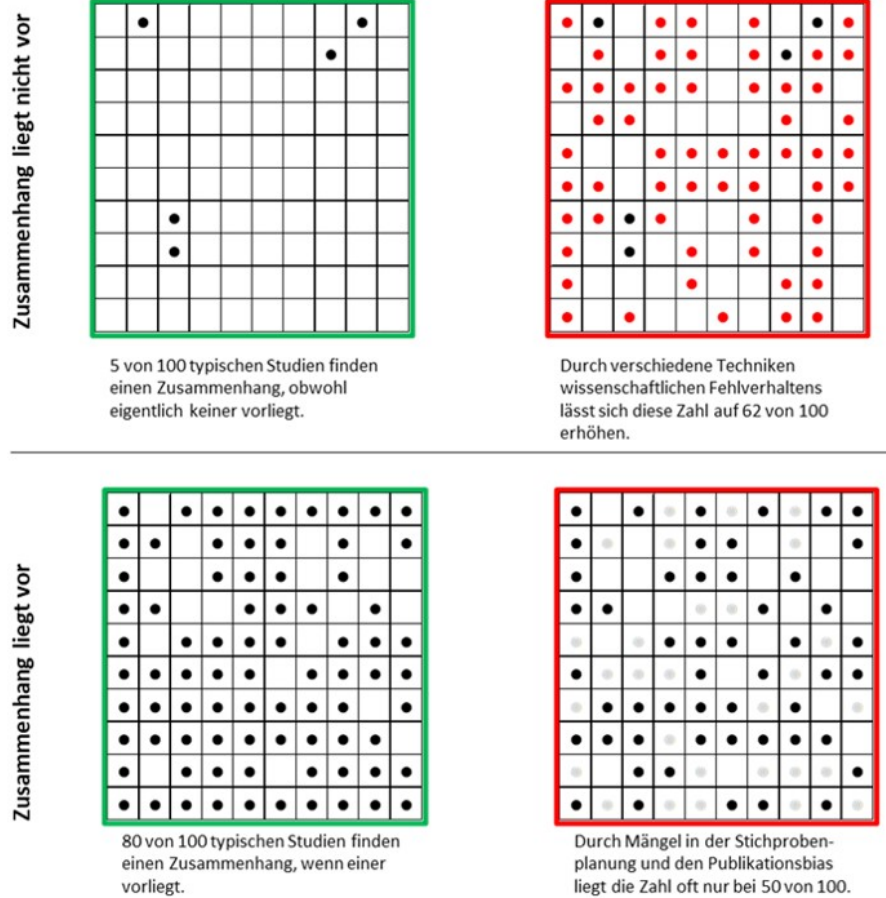 Zusammenhang liegt nicht vor
5 von 100 typischen Studien finden
einen Zusammenhang, obwohl
eigentlich keiner vorliegt.
Durch verschiedene Techniken
wissenschaftlichen Fehlverhaltens
lässt sich diese Zahl auf 62 von 100
erhöhen.
Zusammenhang liegt vor
80 von 100 typischen Studien finden
einen Zusammenhang, wenn einer
vorliegt.
Durch Mängel in der Stichproben-
planung und den Publikationsbias
liegt die Zahl oft nur bei 50 von 100.